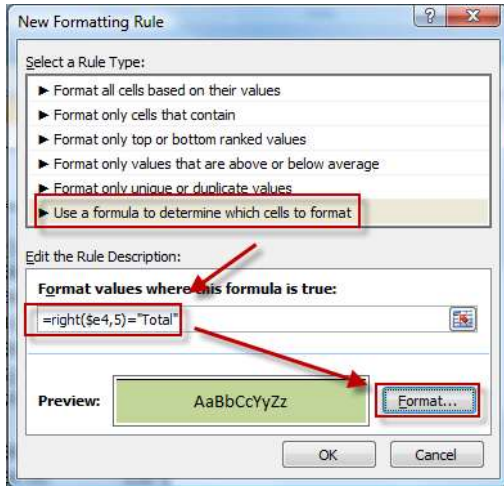 New Formatting Rule
Select a Rule Type:
► Format all cells based on their values
► Format only cells that contain
► Format only top or bottom ranked values
► Format only values that are above or below average
► Format only unique or duplicate values
► Use a formula to determine which cells to format
Edit the Rule Description:
Format values where this formula is true:
=right($e4,5)="Total"
Preview:
AaBbCcYyZz
Format...
OK
Cancel